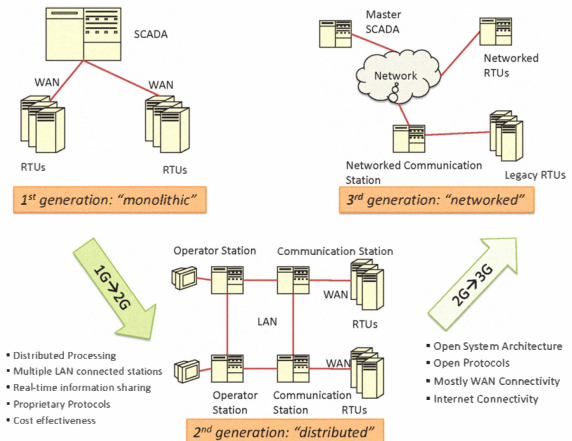 SCADA
WAN
WAN
RTUs
RTUs
1st generation: “monolithic”
Master
SCADA
Network
Networked
RTUs
Networked Communication
Station
Legacy RTUs
3rd generation: “networked”
1G→2G
▪ Distributed Processing
▪ Multiple LAN connected stations
▪ Real-time information sharing
▪ Proprietary Protocols
▪ Cost effectiveness
Operator Station
Communication Station
WAN
RTUs
LAN
WAN
Operator
Station
Communication
Station
RTUs
2nd generation: “distributed”
2G→3G
▪ Open System Architecture
▪ Open Protocols
▪ Mostly WAN Connectivity
▪ Internet Connectivity